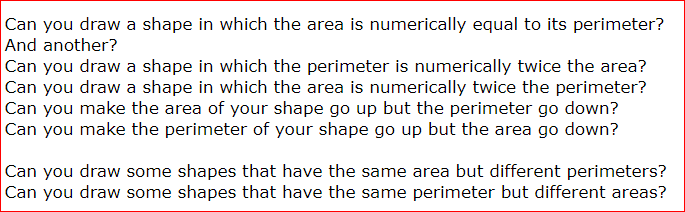 Can you draw a shape in which the area is numerically equal to its perimeter?
And another?
Can you draw a shape in which the perimeter is numerically twice the area?
Can you draw a shape in which the area is numerically twice the perimeter?
Can you make the area of your shape go up but the perimeter go down?
Can you make the perimeter of your shape go up but the area go down?
Can you draw some shapes that have the same area but different perimeters?
Can you draw some shapes that have the same perimeter but different areas?